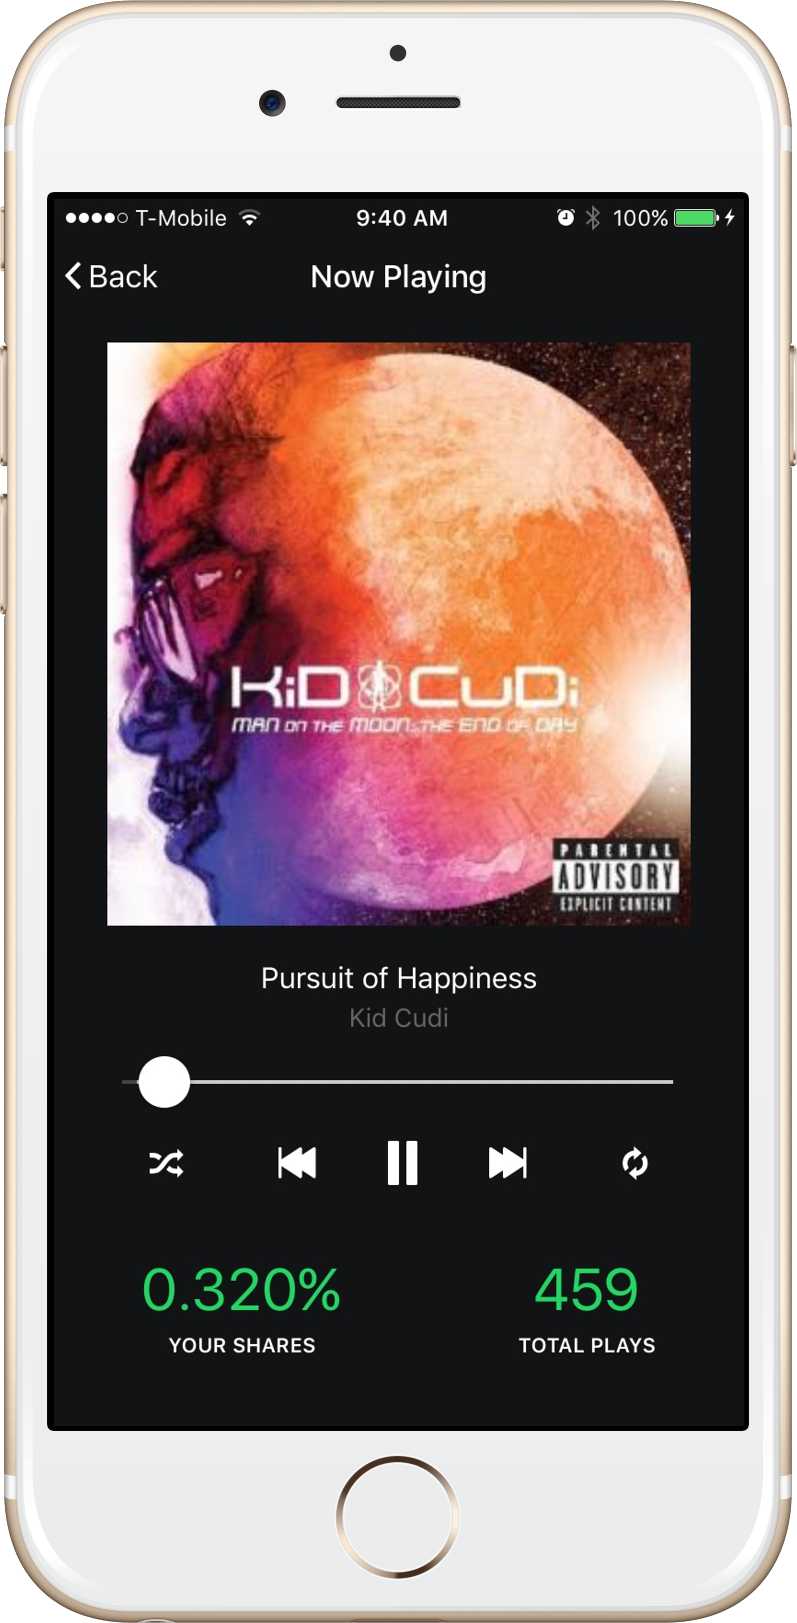 T-Mobile 9:40 AM 100%
Back Now Playing
KiD CuDi
MAN ON THE MOON: THE END OF DAY
PARENTAL
ADVISORY
EXPLICIT CONTENT
Pursuit of Happiness
Kid Cudi
0.320% 459
YOUR SHARES TOTAL PLAYS